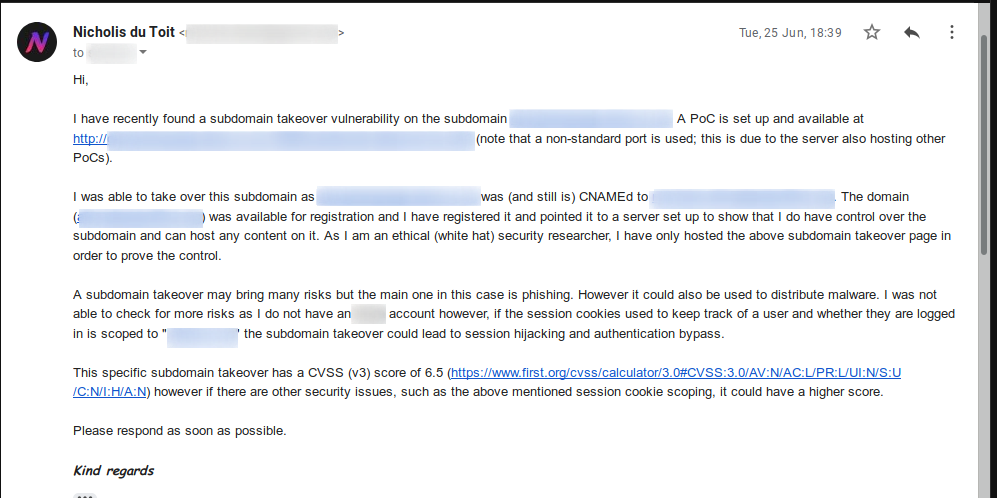 Nicholis du Toit < >
Tue, 25 Jun, 18:39
to
Hi,
I have recently found a subdomain takeover vulnerability on the subdomain A PoC is set up and available at
http:// (note that a non-standard port is used; this is due to the server also hosting other
PoCs).
I was able to take over this subdomain as was (and still is) CNAMEd to . The domain
( ) was available for registration and I have registered it and pointed it to a server set up to show that I do have control over the
subdomain and can host any content on it. As I am an ethical (white hat) security researcher, I have only hosted the above subdomain takeover page in
order to prove the control.
A subdomain takeover may bring many risks but the main one in this case is phishing. However it could also be used to distribute malware. I was not
able to check for more risks as I do not have an account however, if the session cookies used to keep track of a user and whether they are logged
in is scoped to " " the subdomain takeover could lead to session hijacking and authentication bypass.
This specific subdomain takeover has a CVSS (v3) score of 6.5 (https://www.first.org/cvss/calculator/3.0#CVSS:3.0/AV:N/AC:L/PR:L/UI:N/S:U
/C:N/I:H/A:N) however if there are other security issues, such as the above mentioned session cookie scoping, it could have a higher score.
Please respond as soon as possible.
Kind regards